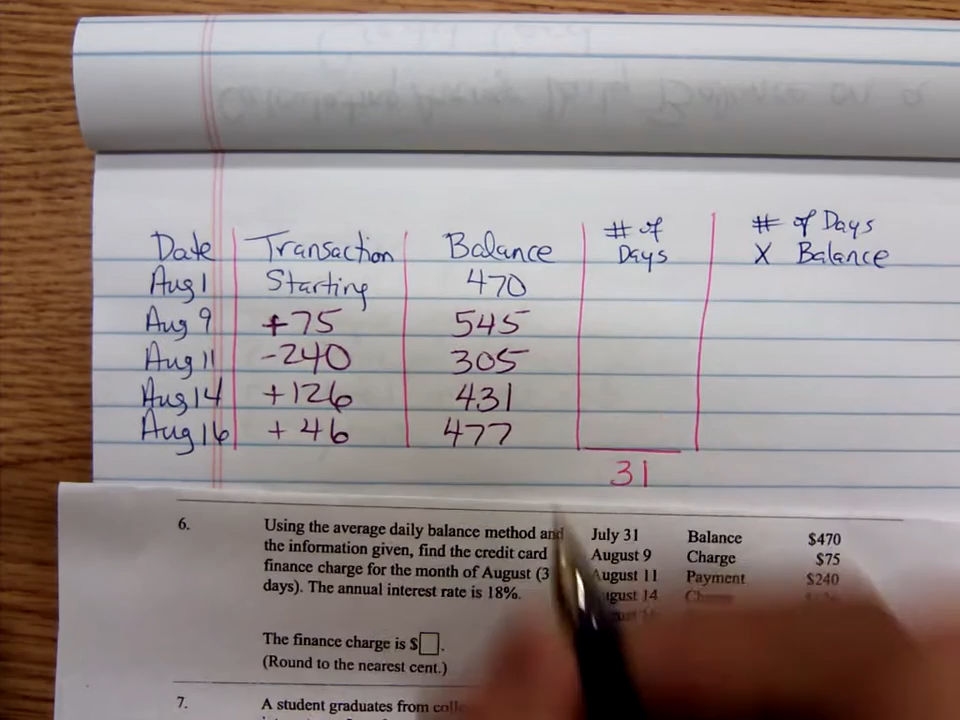 # of # of Days
Date Transaction Balance Days X Balance
Aug 1 Starting 470
Aug 9 +75 545
Aug 11 -240 305
Aug 14 +126 431
Aug 16 + 46 477
31
6. Using the average daily balance method and July 31 Balance $470
the information given, find the credit card August 9 Charge $75
finance charge for the month of August (3 August 11 Payment $240
days). The annual interest rate is 18%. ugust 14
The finance charge is $ .
(Round to the nearest cent.)
7. A student graduates from